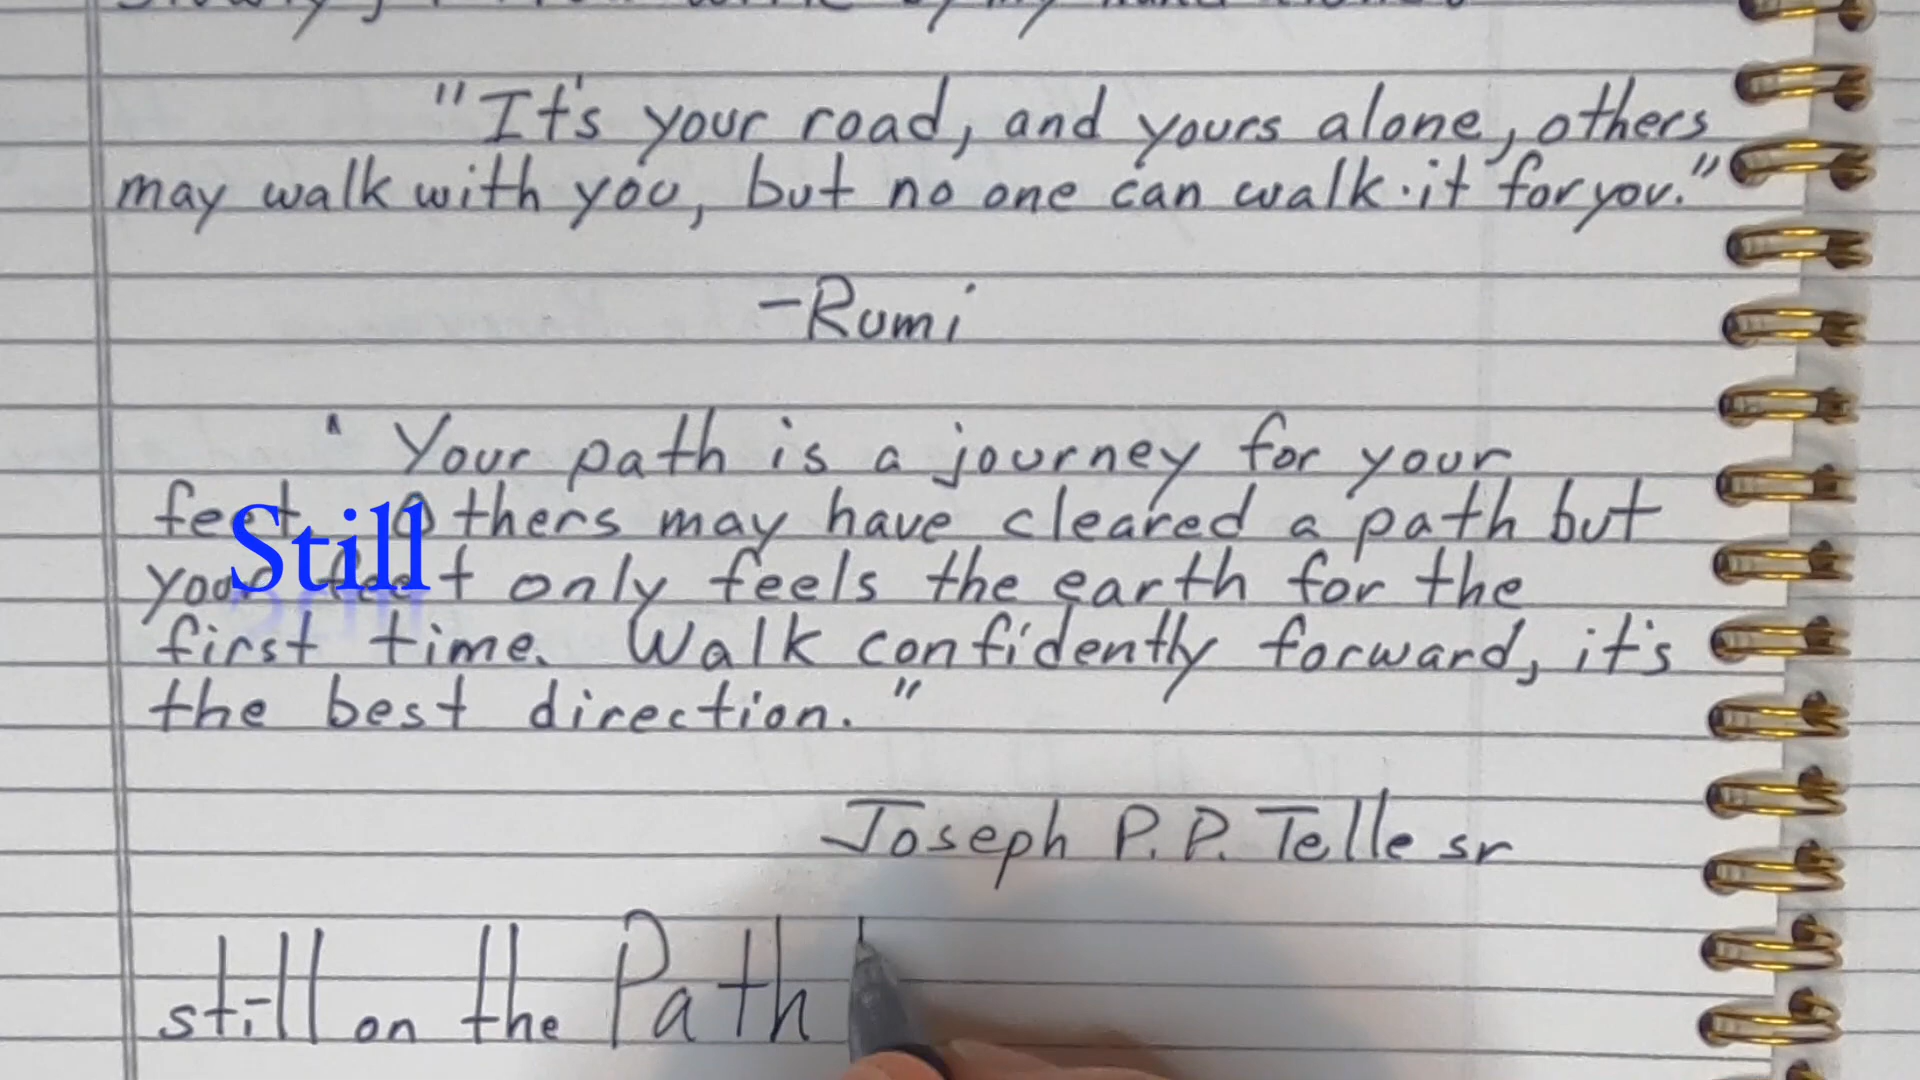 "It's your road, and yours alone, others
may walk with you, but no one can walk it for you."
-Rumi
" Your path is a journey for your
feet. Others may have cleared a path but
Still
your feet only feels the earth for the
first time. Walk confidently forward, it's
the best direction."
Joseph P. P. Telle sr
still on the Path